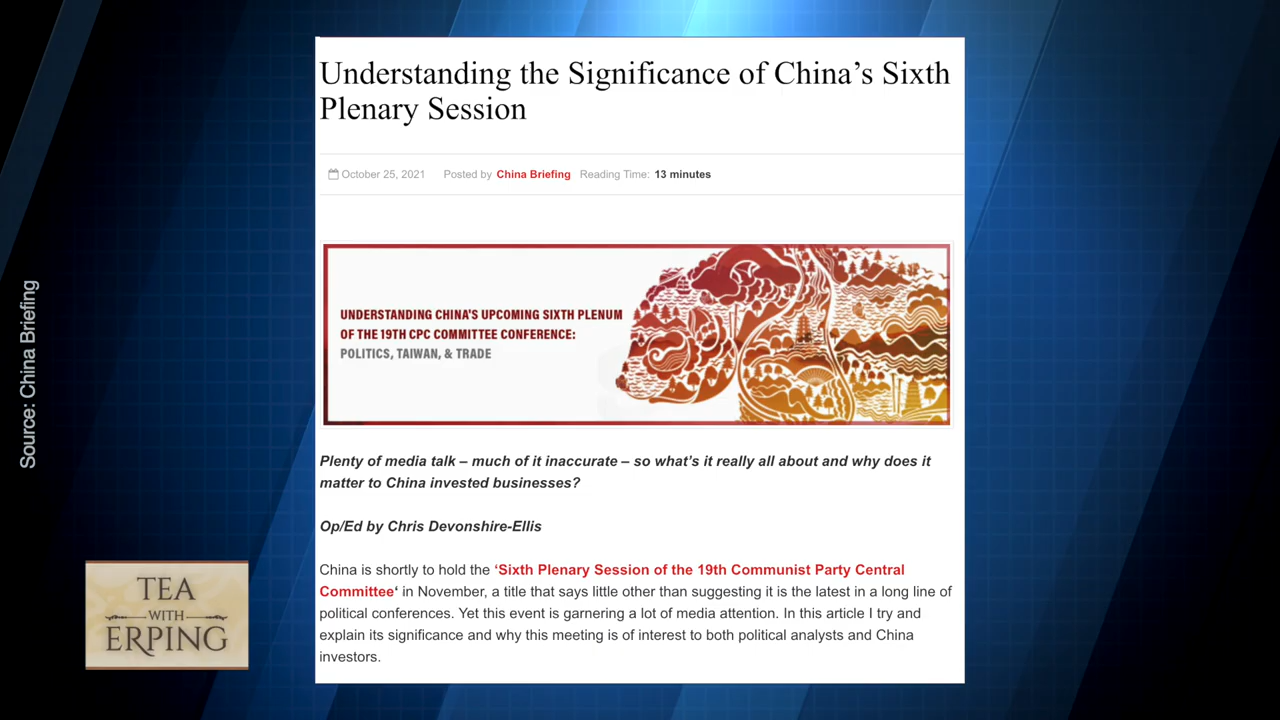 Understanding the Significance of China’s Sixth
Plenary Session
October 25, 2021 Posted by China Briefing Reading Time: 13 minutes
UNDERSTANDING CHINA'S UPCOMING SIXTH PLENUM
OF THE 19TH CPC COMMITTEE CONFERENCE:
POLITICS, TAIWAN, & TRADE
Plenty of media talk – much of it inaccurate – so what’s it really all about and why does it
matter to China invested businesses?
Op/Ed by Chris Devonshire-Ellis
China is shortly to hold the ‘Sixth Plenary Session of the 19th Communist Party Central
Committee‘ in November, a title that says little other than suggesting it is the latest in a long line of
political conferences. Yet this event is garnering a lot of media attention. In this article I try and
explain its significance and why this meeting is of interest to both political analysts and China
investors.
Source: China Briefing
TEA
WITH
ERPING